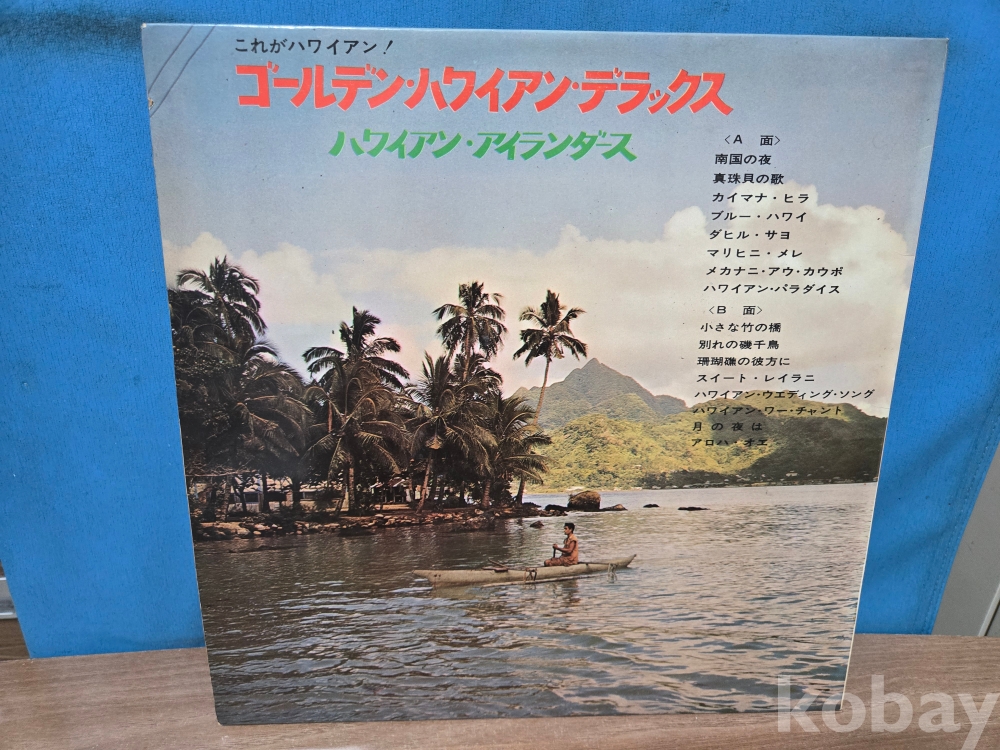 これがハワイアン!
ゴールデン・ハワイアン・デラックス
ハワイアン・アイランダース
〈A 面〉
南国の夜
真珠貝の歌
カイマナ・ヒラ
ブルー・ハワイ
ダヒル・サヨ
マリヒニ・メレ
メカナニ・アウ・カウポ
ハワイアン・パラダイス
〈B 面〉
小さな竹の橋
別れの磯千鳥
珊瑚礁の彼方に
スイート・レイラニ
ハワイアン・ウエディング・ソング
ハワイアン・ワー・チャント
月の夜は
アロハ・オエ
kobay